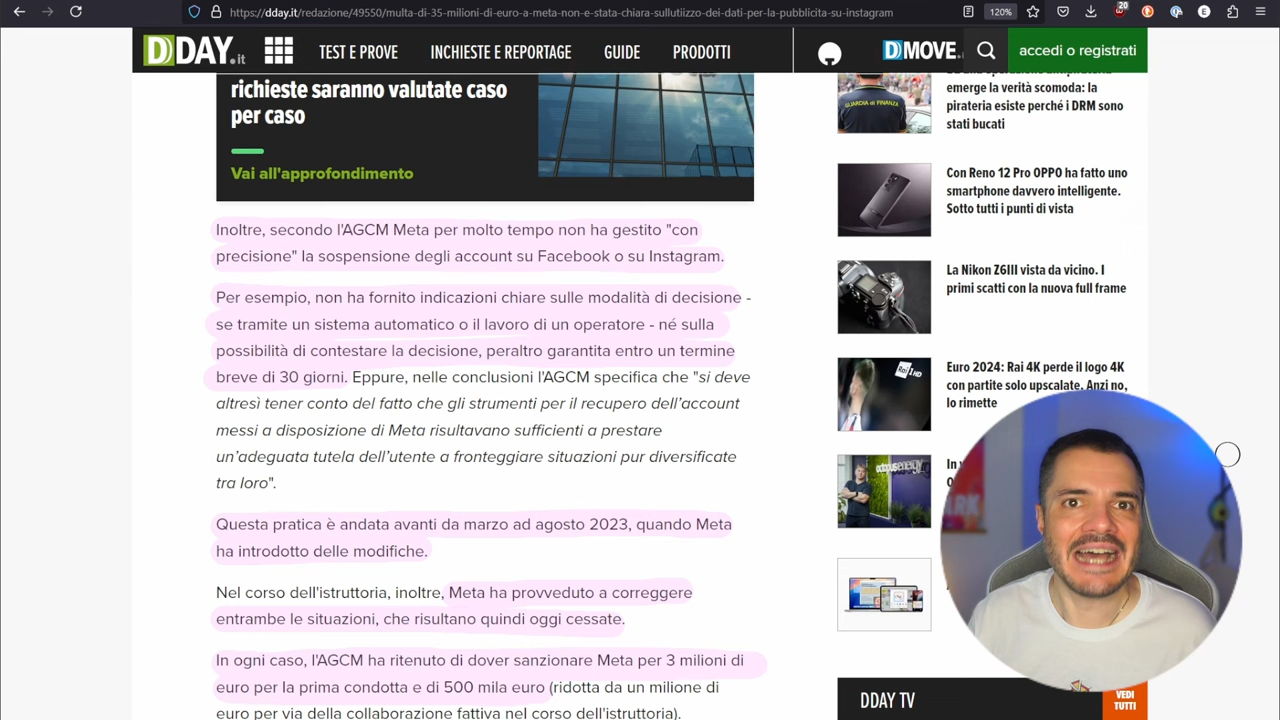 https://dday.it/redazione/49550/multa-di-35-milioni-di-euro-a-meta-non-e-stata-chiara-sullutiizzo-dei-dati-per-la-pubblicita-su-instagram
120%
20
E
DDAY.it
TEST E PROVE
INCHIESTE E REPORTAGE
GUIDE
PRODOTTI
DMOVE.
accedi o registrati
richieste saranno valutate caso
per caso
Vai all'approfondimento
Inoltre, secondo l'AGCM Meta per molto tempo non ha gestito "con
precisione" la sospensione degli account su Facebook o su Instagram.
Per esempio, non ha fornito indicazioni chiare sulle modalità di decisione -
se tramite un sistema automatico o il lavoro di un operatore - né sulla
possibilità di contestare la decisione, peraltro garantita entro un termine
breve di 30 giorni. Eppure, nelle conclusioni l'AGCM specifica che "si deve
altresì tener conto del fatto che gli strumenti per il recupero dell'account
messi a disposizione di Meta risultavano sufficienti a prestare
un'adeguata tutela dell'utente a fronteggiare situazioni pur diversificate
tra loro".
Questa pratica è andata avanti da marzo ad agosto 2023, quando Meta
ha introdotto delle modifiche.
Nel corso dell'istruttoria, inoltre, Meta ha provveduto a correggere
entrambe le situazioni, che risultano quindi oggi cessate.
In ogni caso, l'AGCM ha ritenuto di dover sanzionare Meta per 3 milioni di
euro per la prima condotta e di 500 mila euro (ridotta da un milione di
euro per via della collaborazione fattiva nel corso dell'istruttoria).
emerge la verità scomoda: la
pirateria esiste perché i DRM sono
stati bucati
GUARDIA di FINANZA
Con Reno 12 Pro OPPO ha fatto uno
smartphone davvero intelligente.
Sotto tutti i punti di vista
La Nikon Z6III vista da vicino. I
primi scatti con la nuova full frame
Rai 1HD
Euro 2024: Rai 4K perde il logo 4K
con partite solo upscalate. Anzi no,
lo rimette
octopus energy
DDAY TV
VEDI
TUTTI